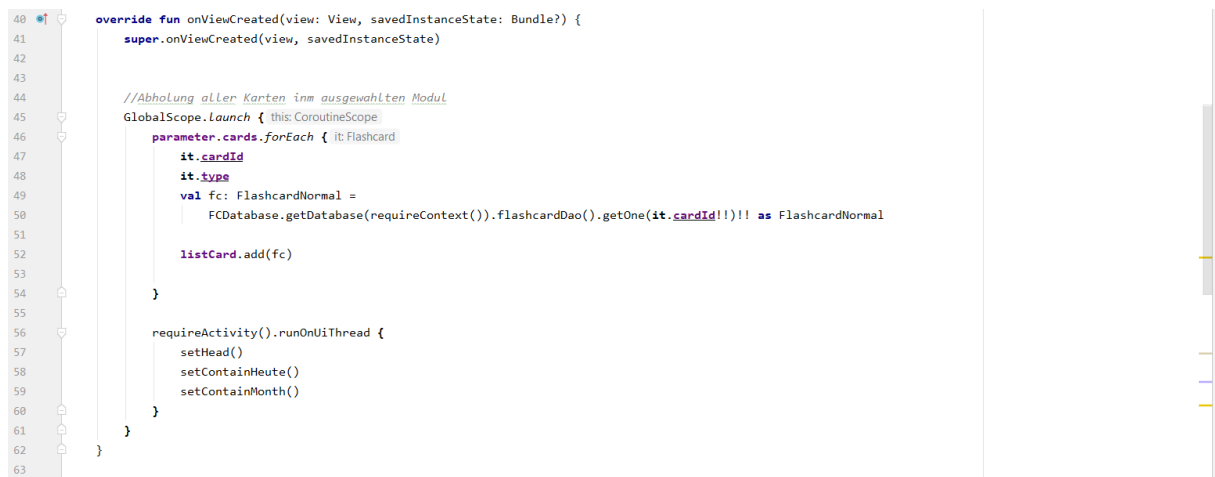 40 override fun onViewCreated(view: View, savedInstanceState: Bundle?) {
41 super.onViewCreated(view, savedInstanceState)
42
43
44 //Abholung aller Karten inm ausgewahlten Modul
45 GlobalScope.launch { this: CoroutineScope
46 parameter.cards.forEach { it: Flashcard
47 it.cardId
48 it.type
49 val fc: FlashcardNormal =
50 FCDatabase.getDatabase(requireContext()).flashcardDao().getOne(it.cardId!!)!! as FlashcardNormal
51
52 listCard.add(fc)
53
54 }
55
56 requireActivity().runOnUiThread {
57 setHead()
58 setContainHeute()
59 setContainMonth()
60 }
61 }
62 }
63